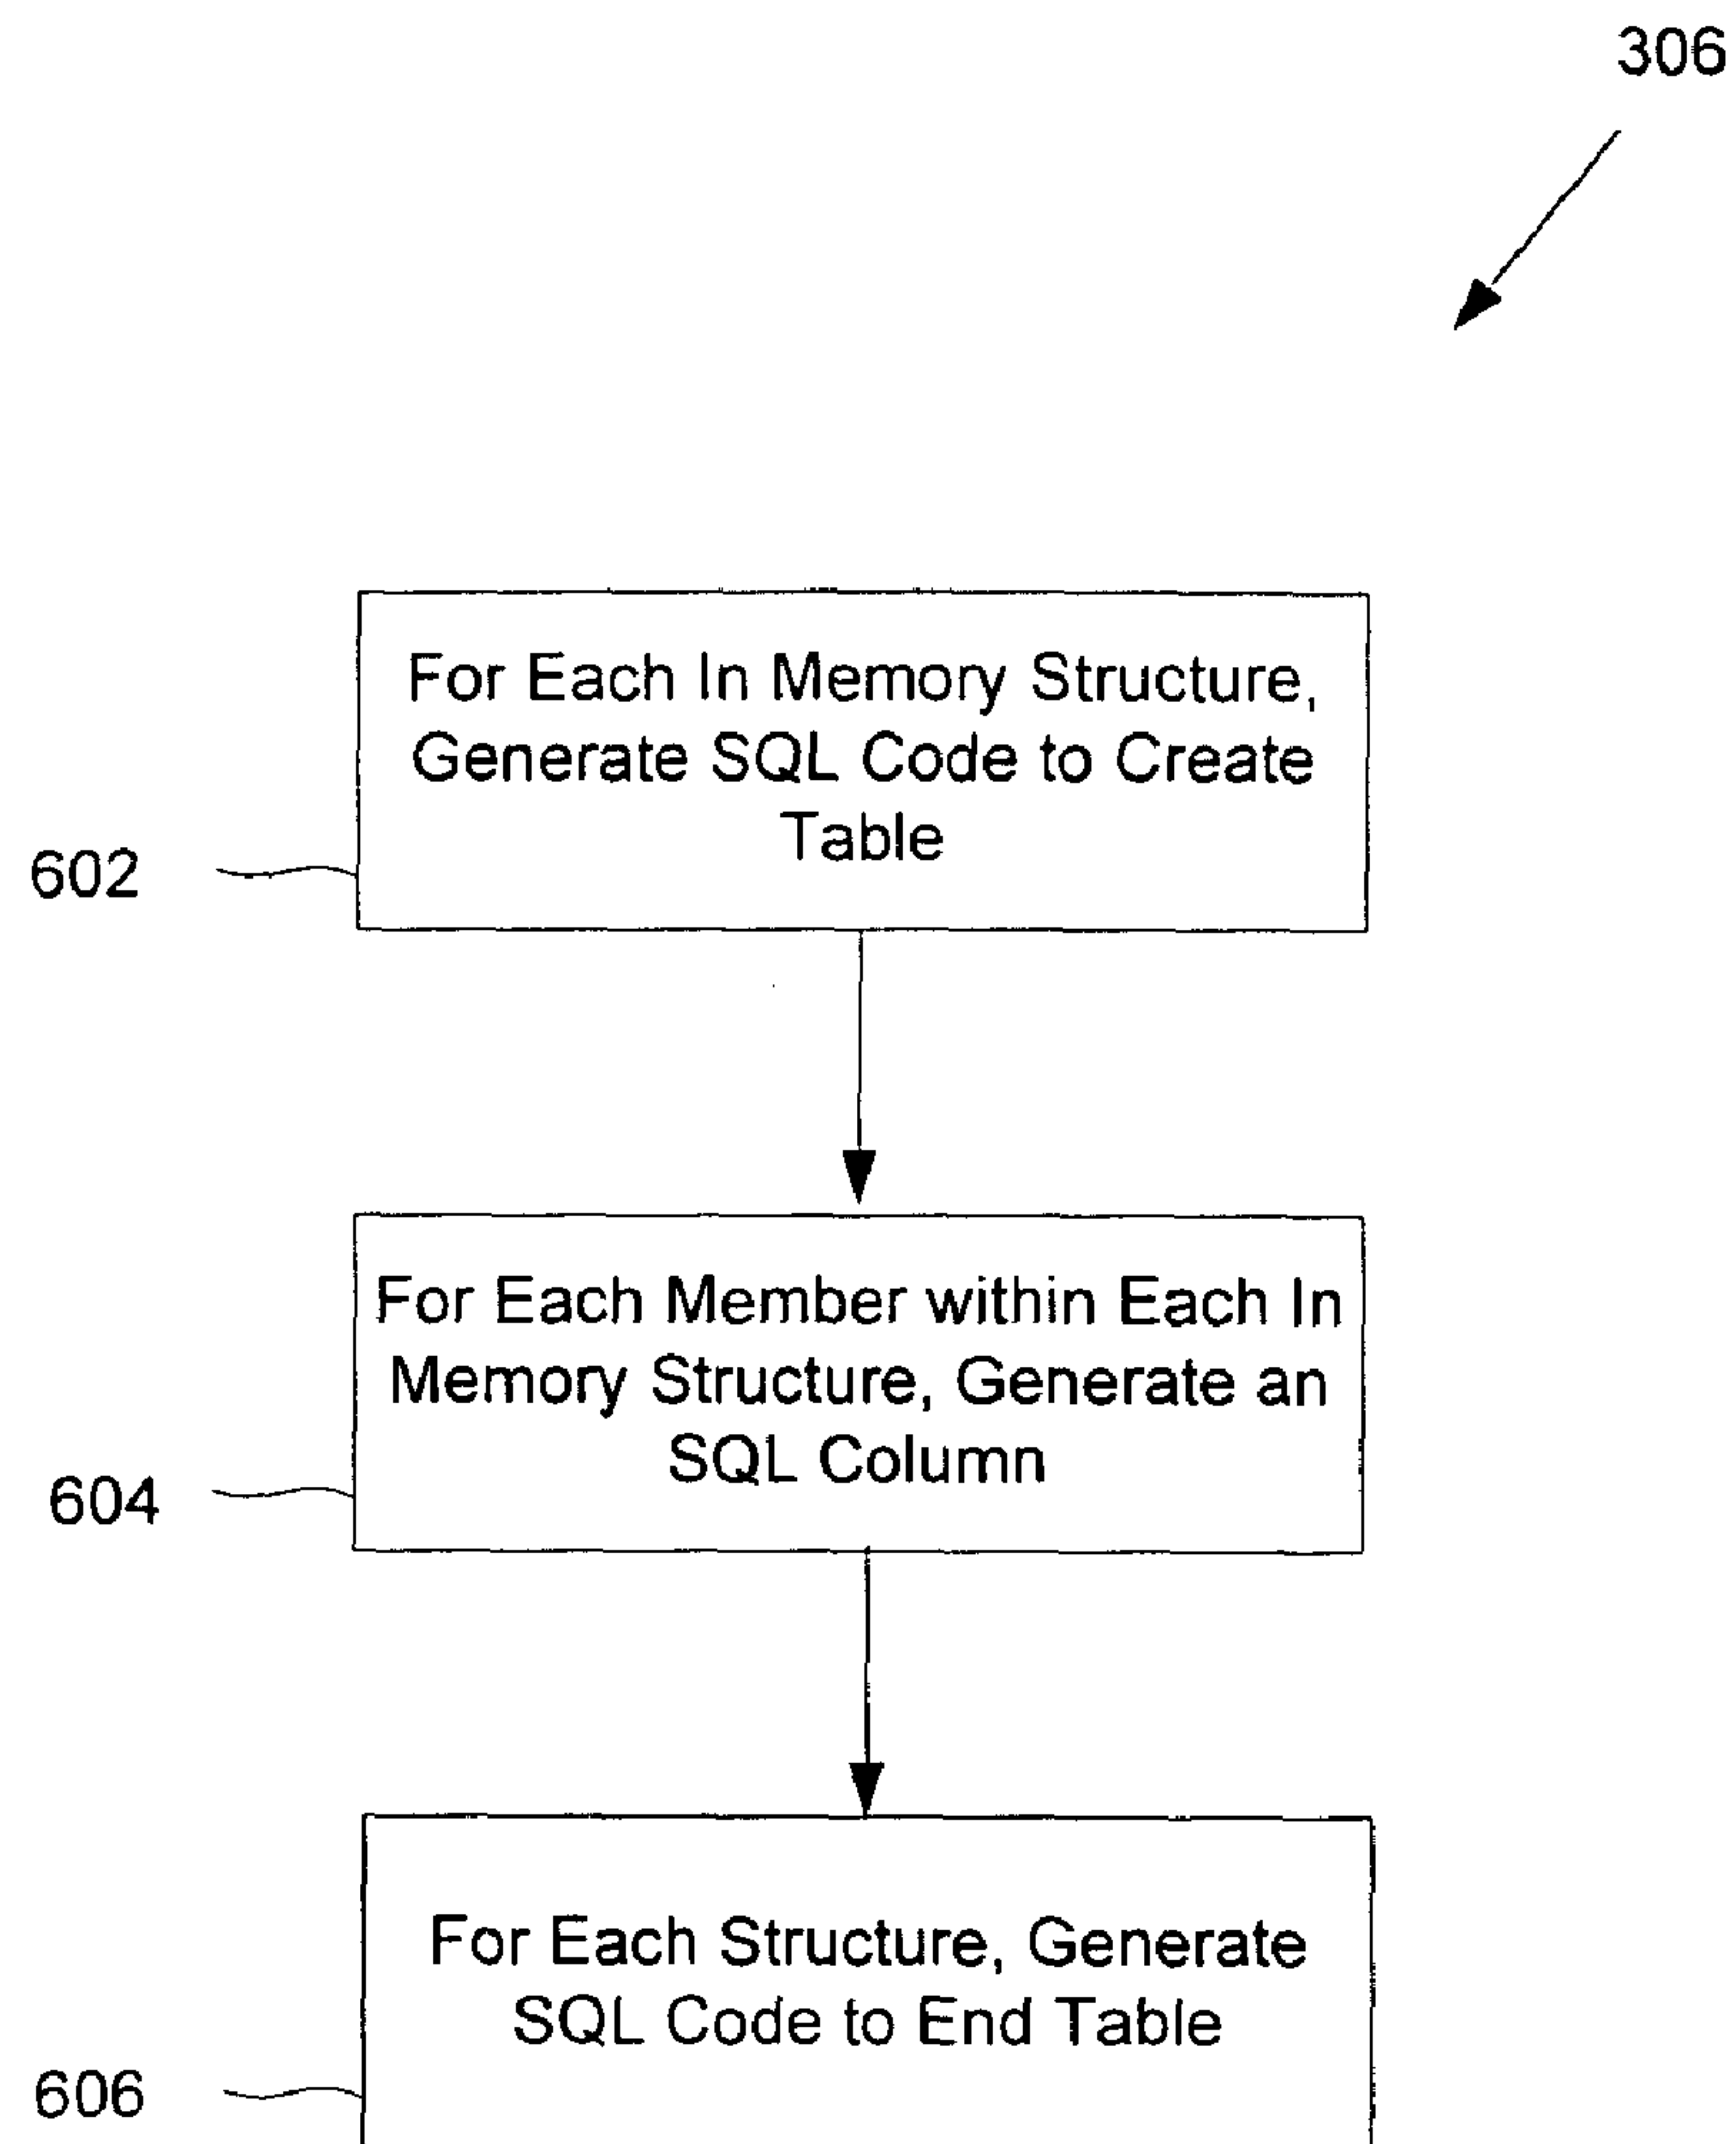 306
For Each In Memory Structure,
Generate SQL Code to Create
Table
602
For Each Member within Each In
Memory Structure, Generate an
SQL Column
604
For Each Structure, Generate
SQL Code to End Table
606